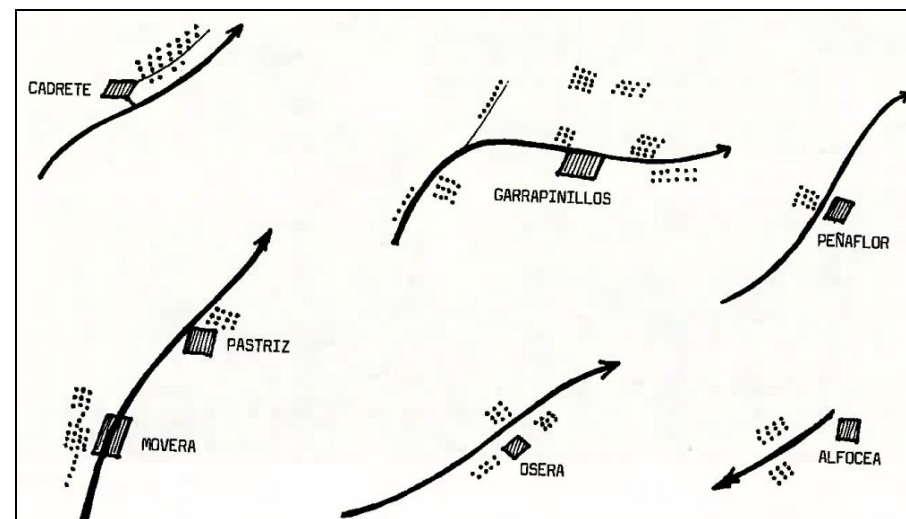 CADRETE
GARRAPINILLOS
PEÑAFLOR
PASTRIZ
MOVERA
OSERA
ALFOCEA